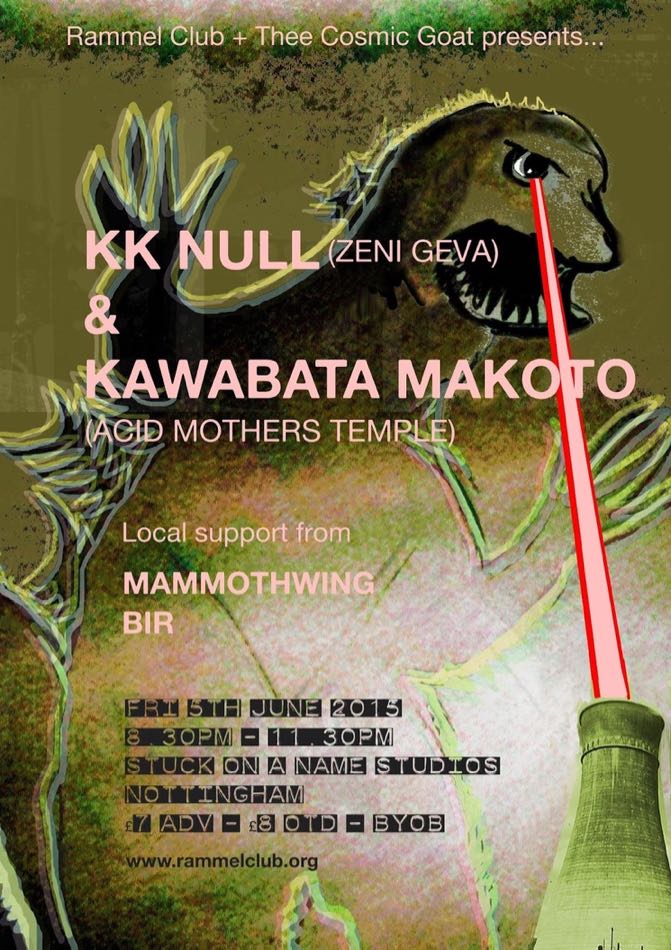 Rammel Club + Thee Cosmic Goat presents...
KK NULL (ZENI GEVA)
&
KAWABATA MAKOTO
(ACID MOTHERS TEMPLE)
Local support from
MAMMOTHWING
BIR
FRI 5TH JUNE 2015
8.30PM - 11.30PM
STUCK ON A NAME STUDIOS
NOTTINGHAM
£7 ADV - £8 OTD - BYOB
www.rammelclub.org